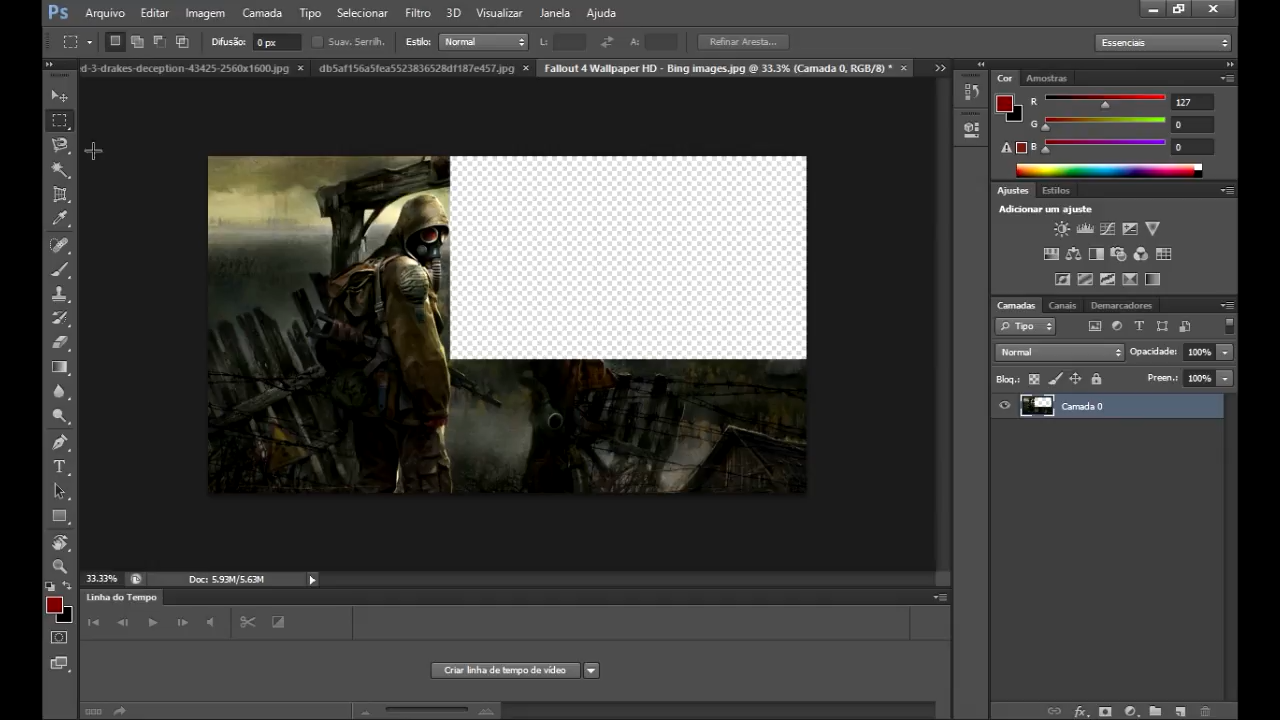 Ps Arquivo Editar Imagem Camada Tipo Selecionar Filtro 3D Visualizar Janela Ajuda
Difusão: 0 px Suav. Serrilh. Estilo: Normal L: A: Refinar Aresta... Essenciais
d-3-drakes-deception-43425-2560x1600.jpg × db5af156a5fea5523836528df187e457.jpg × Fallout 4 Wallpaper HD - Bing images.jpg @ 33.3% (Camada 0, RGB/8) * ×
Cor Amostras
R 127
G 0
B 0
Ajustes Estilos
Adicionar um ajuste
Camadas Canais Demarcadores
Tipo
Normal Opacidade: 100%
Bloq.: Preen.: 100%
Camada 0
33.33% Doc: 5.93M/5.63M
Linha do Tempo
Criar linha de tempo de vídeo